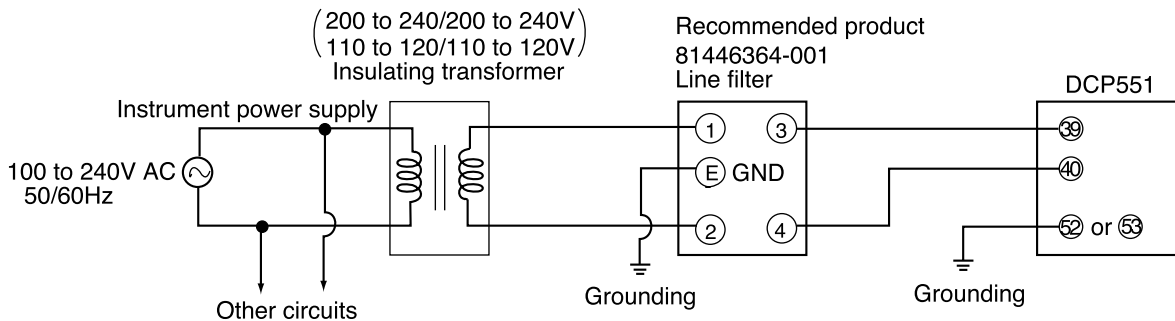 (200 to 240/200 to 240V
110 to 120/110 to 120V)
Insulating transformer
Recommended product
81446364-001
Line filter
DCP551
Instrument power supply
100 to 240V AC
50/60Hz
1
3
E GND
2
4
39
40
52 or 53
Grounding
Grounding
Other circuits